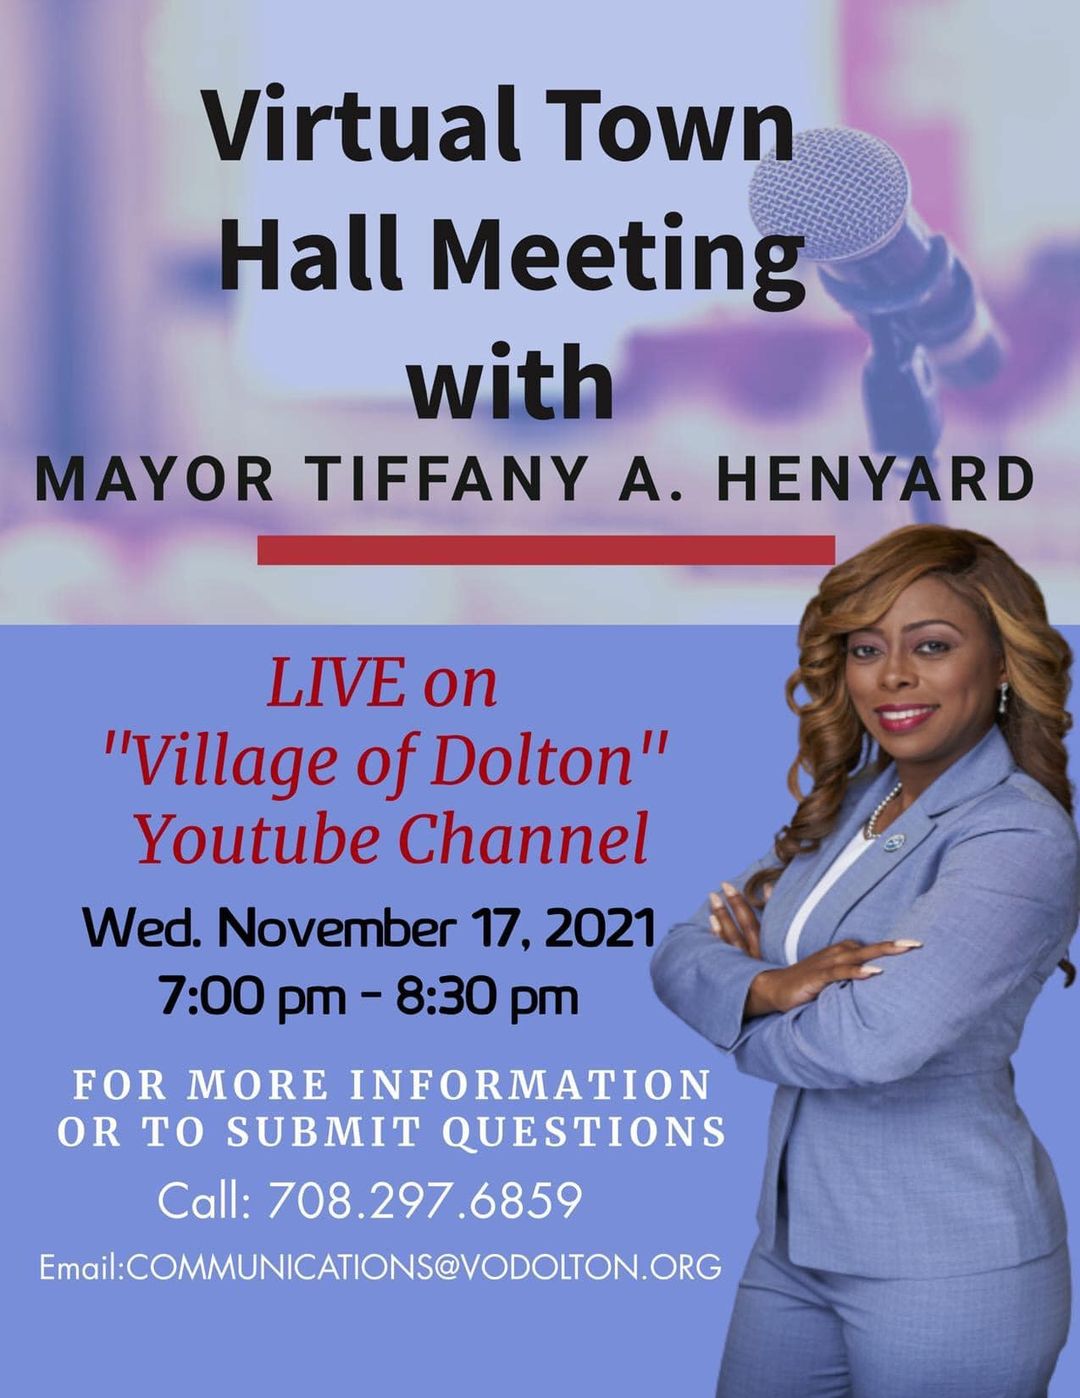 Virtual Town
Hall Meeting
with
MAYOR TIFFANY A. HENYARD
LIVE on
"Village of Dolton"
Youtube Channel
Wed. November 17, 2021
7:00 pm - 8:30 pm
FOR MORE INFORMATION
OR TO SUBMIT QUESTIONS
Call: 708.297.6859
Email:COMMUNICATIONS@VODOLTON.ORG